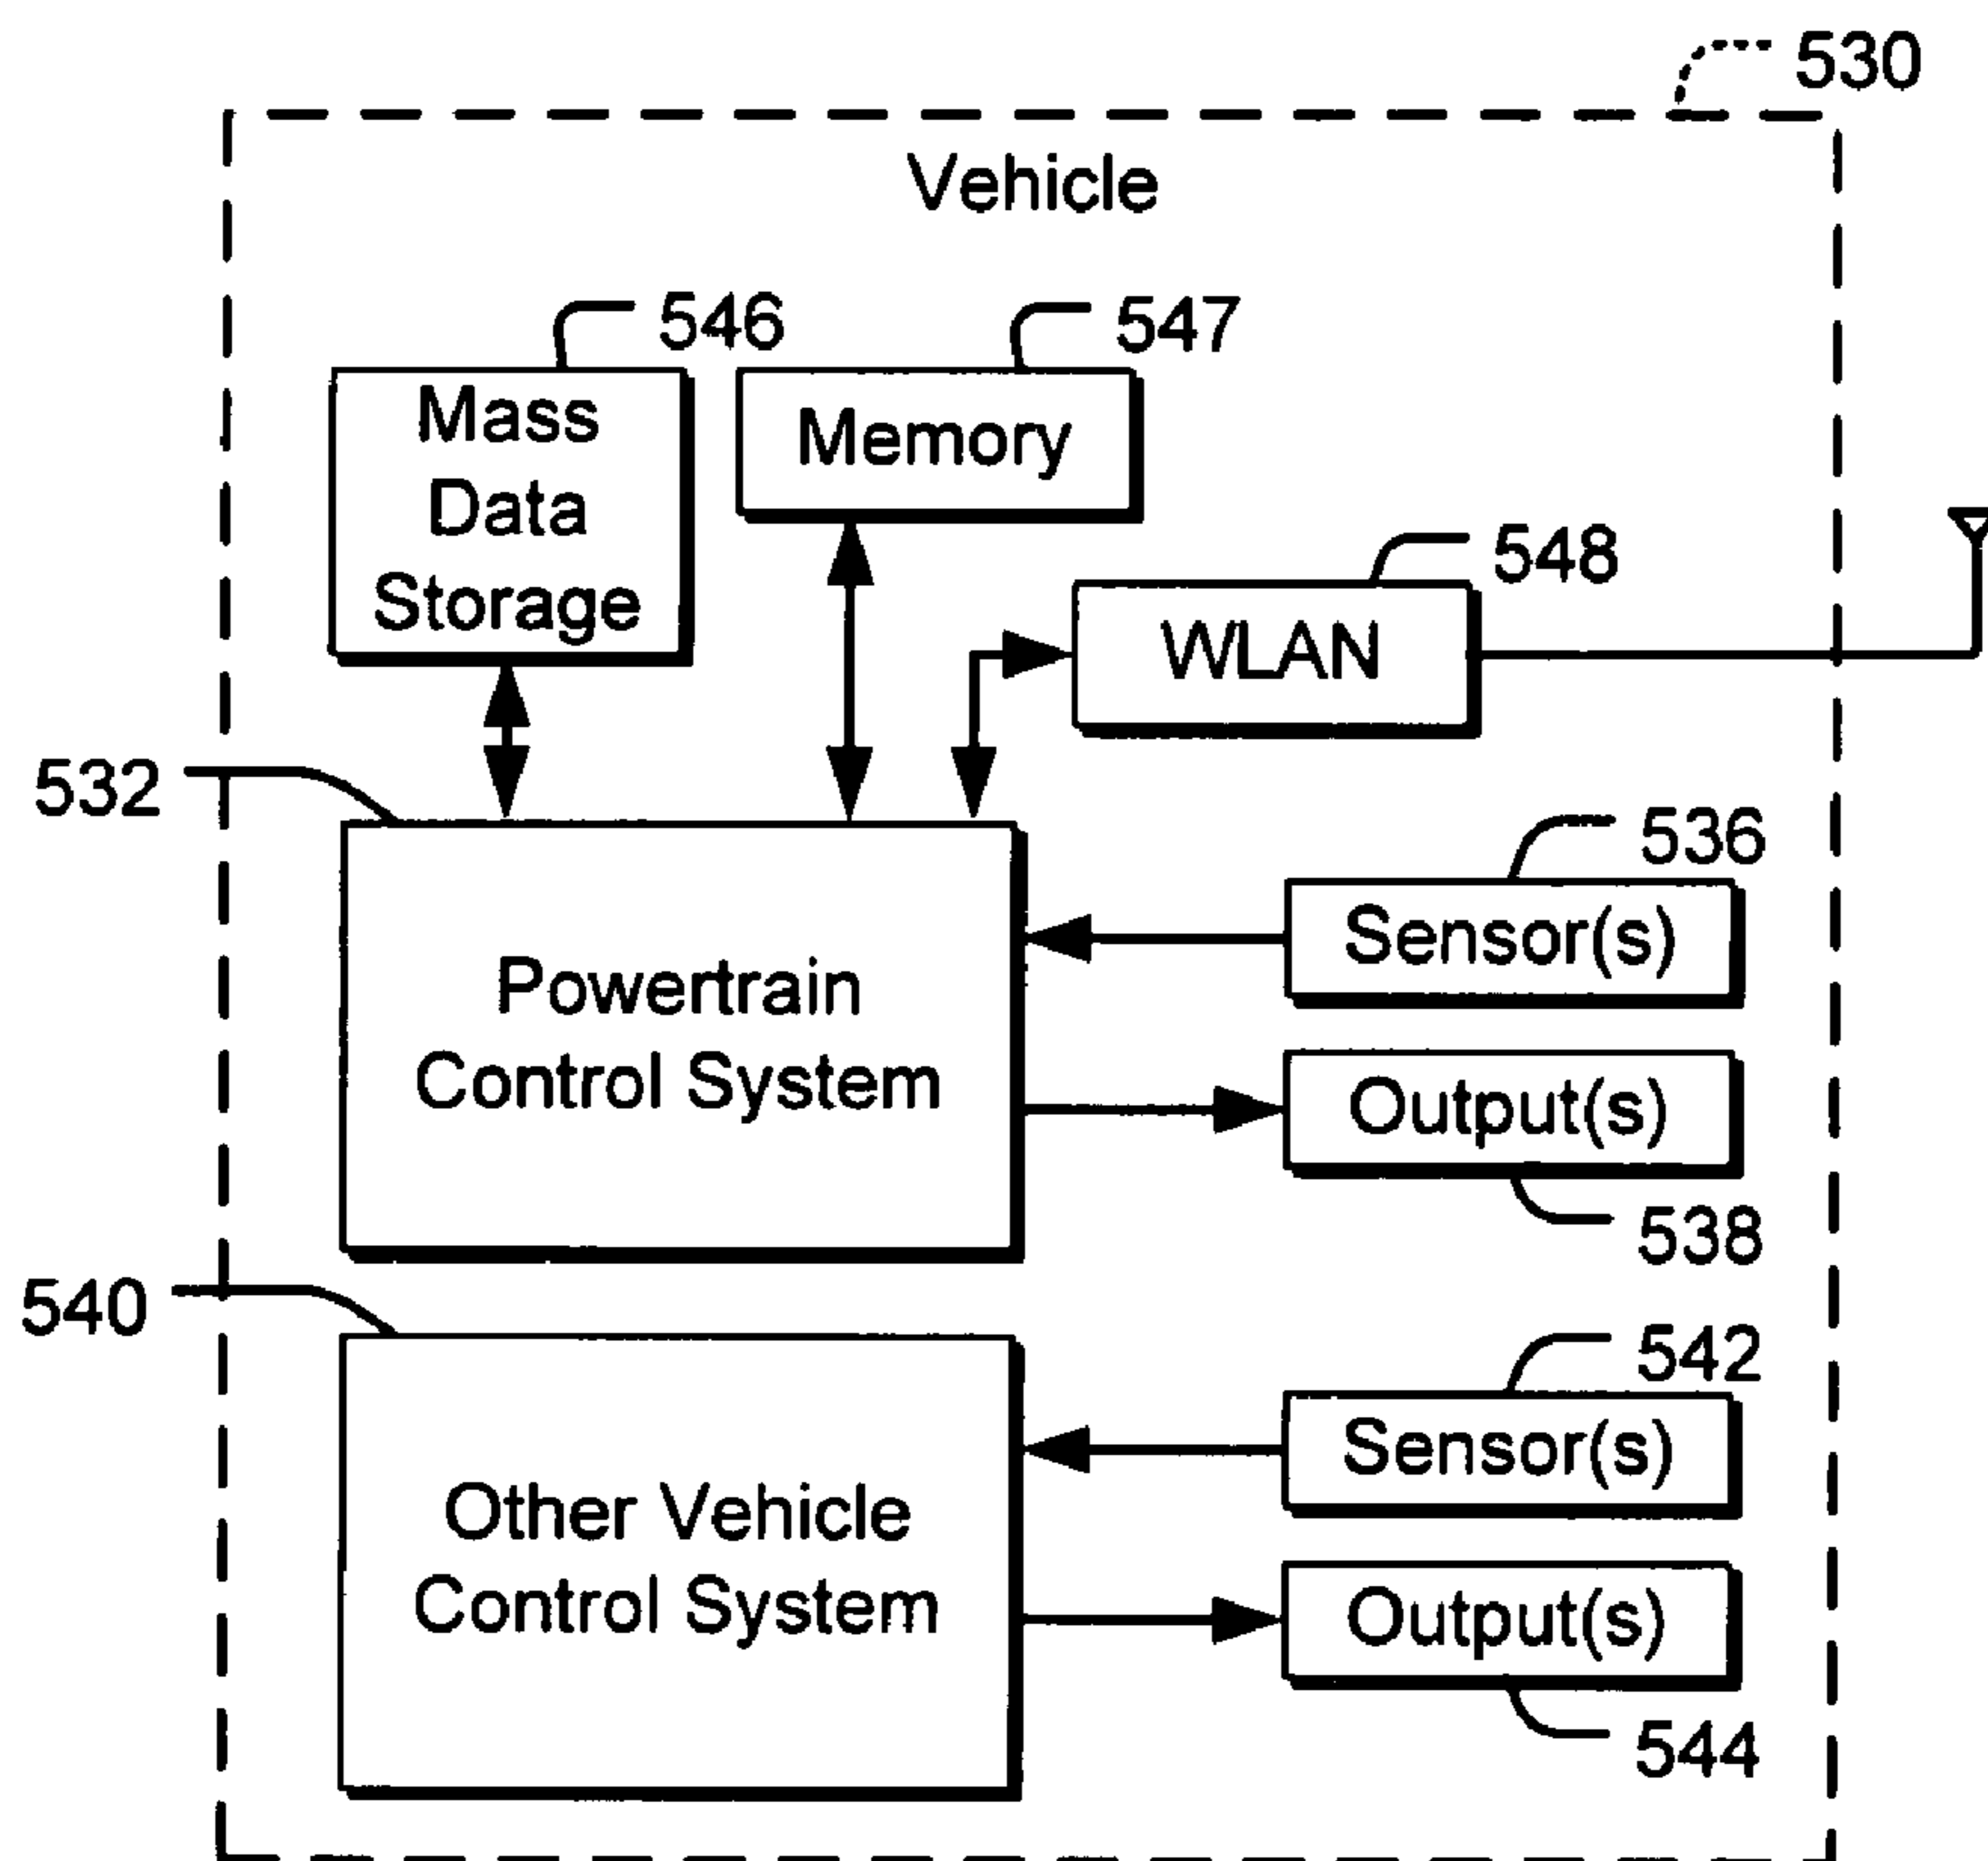 530
Vehicle
546
547
Mass
Data
Storage
Memory
548
WLAN
532
536
Sensor(s)
Powertrain
Control System
Output(s)
538
540
542
Sensor(s)
Other Vehicle
Control System
Output(s)
544